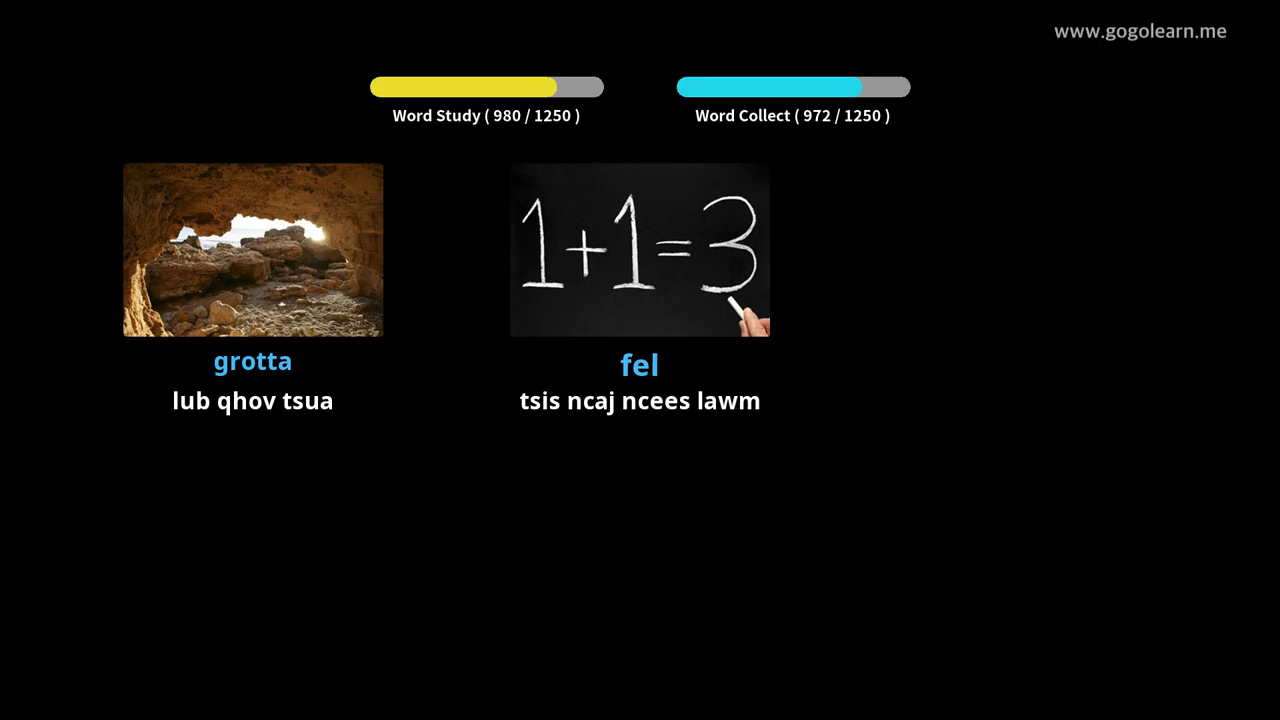 www.gogolearn.me
Word Study ( 980 / 1250 )
Word Collect ( 972 / 1250 )
1+1=3
grotta
fel
lub qhov tsua
tsis ncaj ncees lawm